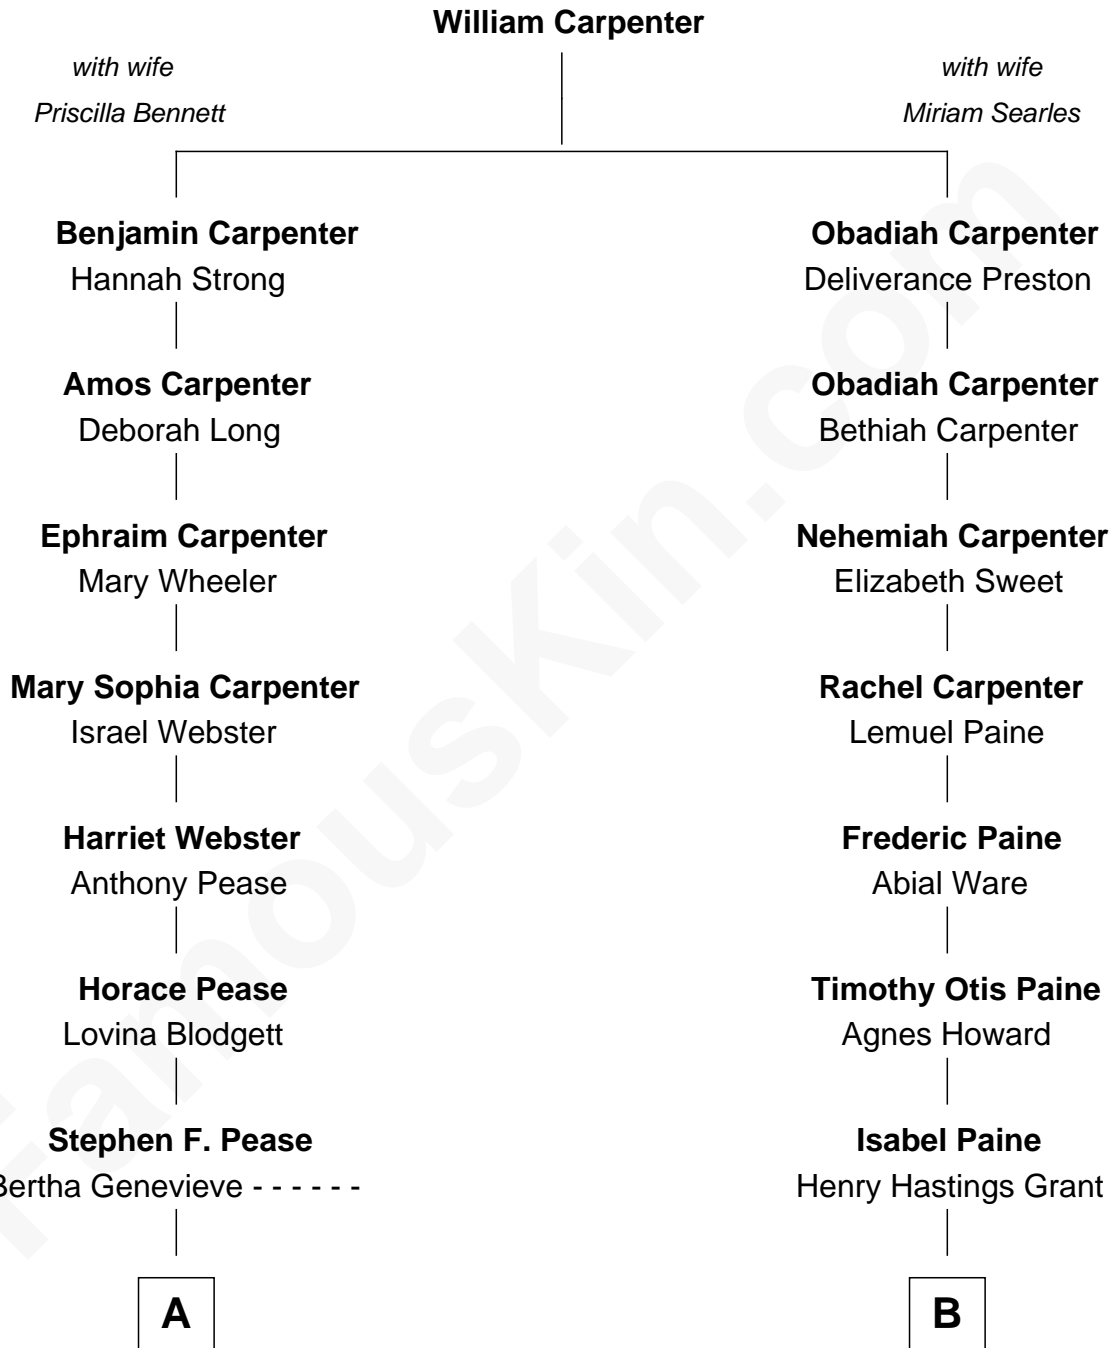 William Carpenter
with wife
Priscilla Bennett
with wife
Miriam Searles
Benjamin Carpenter
Hannah Strong
Obadiah Carpenter
Deliverance Preston
Amos Carpenter
Deborah Long
Obadiah Carpenter
Bethiah Carpenter
Ephraim Carpenter
Mary Wheeler
Nehemiah Carpenter
Elizabeth Sweet
Mary Sophia Carpenter
Israel Webster
Rachel Carpenter
Lemuel Paine
Harriet Webster
Anthony Pease
Frederic Paine
Abial Ware
Horace Pease
Lovina Blodgett
Timothy Otis Paine
Agnes Howard
Stephen F. Pease
Bertha Genevieve - - - - - -
Isabel Paine
Henry Hastings Grant
A
B
FamousKin.com